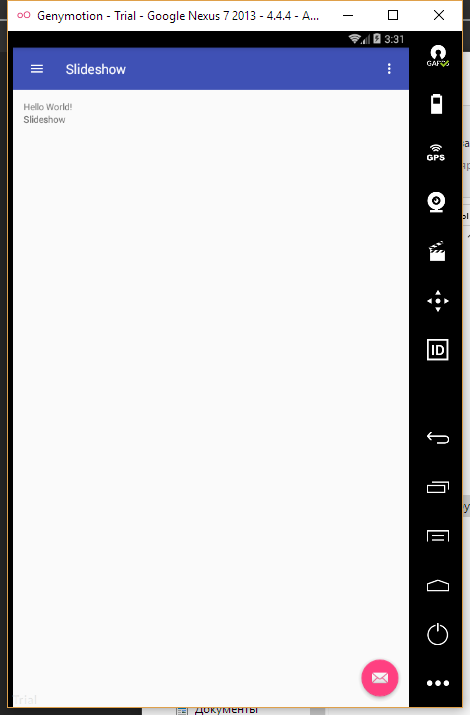 Genymotion - Trial - Google Nexus 7 2013 - 4.4.4 - A...
3:31
Slideshow
Hello World!
Slideshow
GAPPS
GPS
ID
Trial
Документы